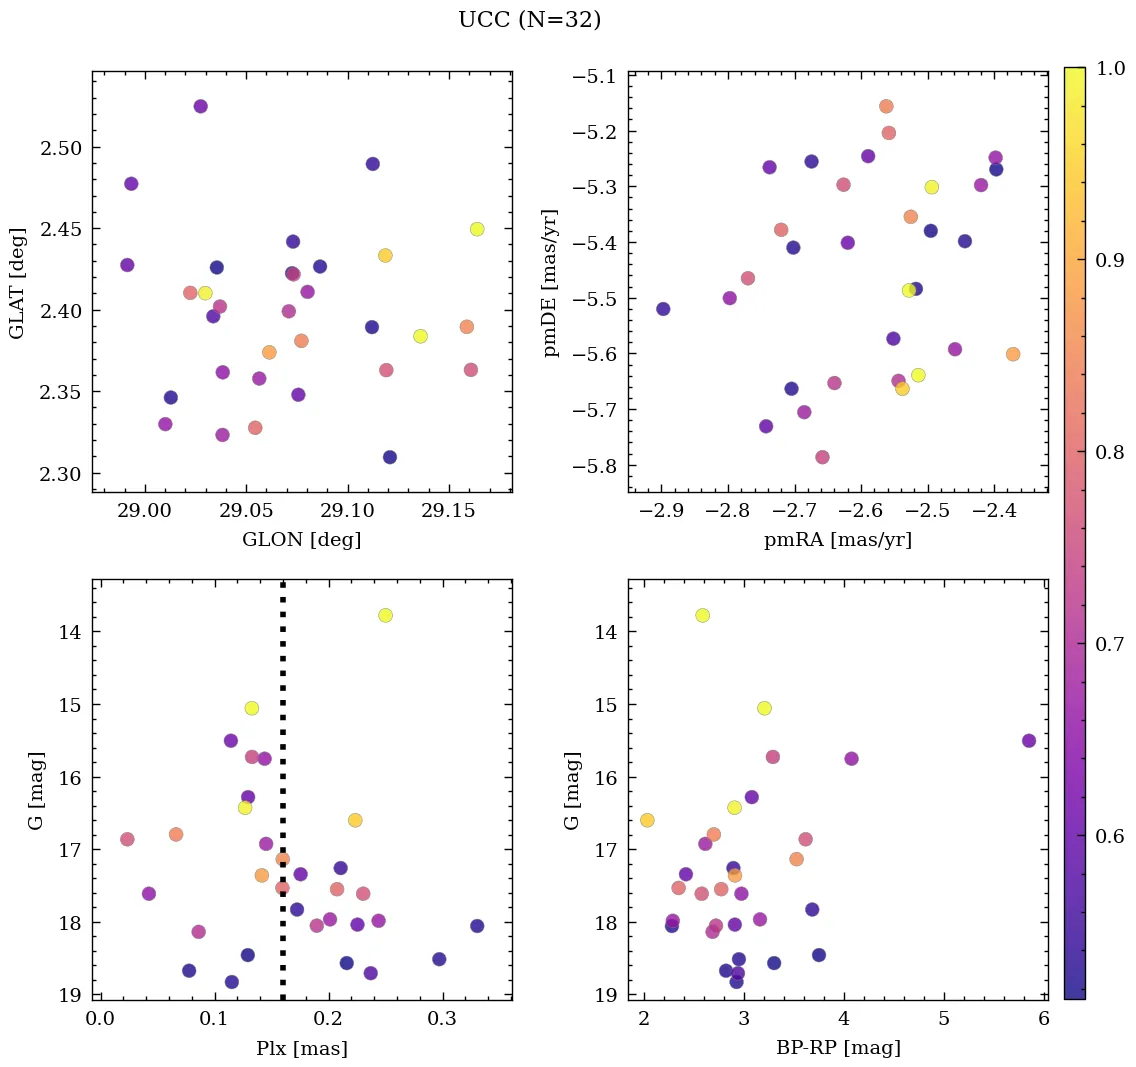 UCC (N=32)
2.50
2.45
2.40
2.35
2.30
GLAT [deg]
29.00 29.05 29.10 29.15
GLON [deg]
−5.1
−5.2
−5.3
−5.4
−5.5
−5.6
−5.7
−5.8
pmDE [mas/yr]
−2.9 −2.8 −2.7 −2.6 −2.5 −2.4
pmRA [mas/yr]
14
15
16
17
18
19
G [mag]
0.0 0.1 0.2 0.3
Plx [mas]
14
15
16
17
18
19
G [mag]
2 3 4 5 6
BP-RP [mag]
1.0
0.9
0.8
0.7
0.6